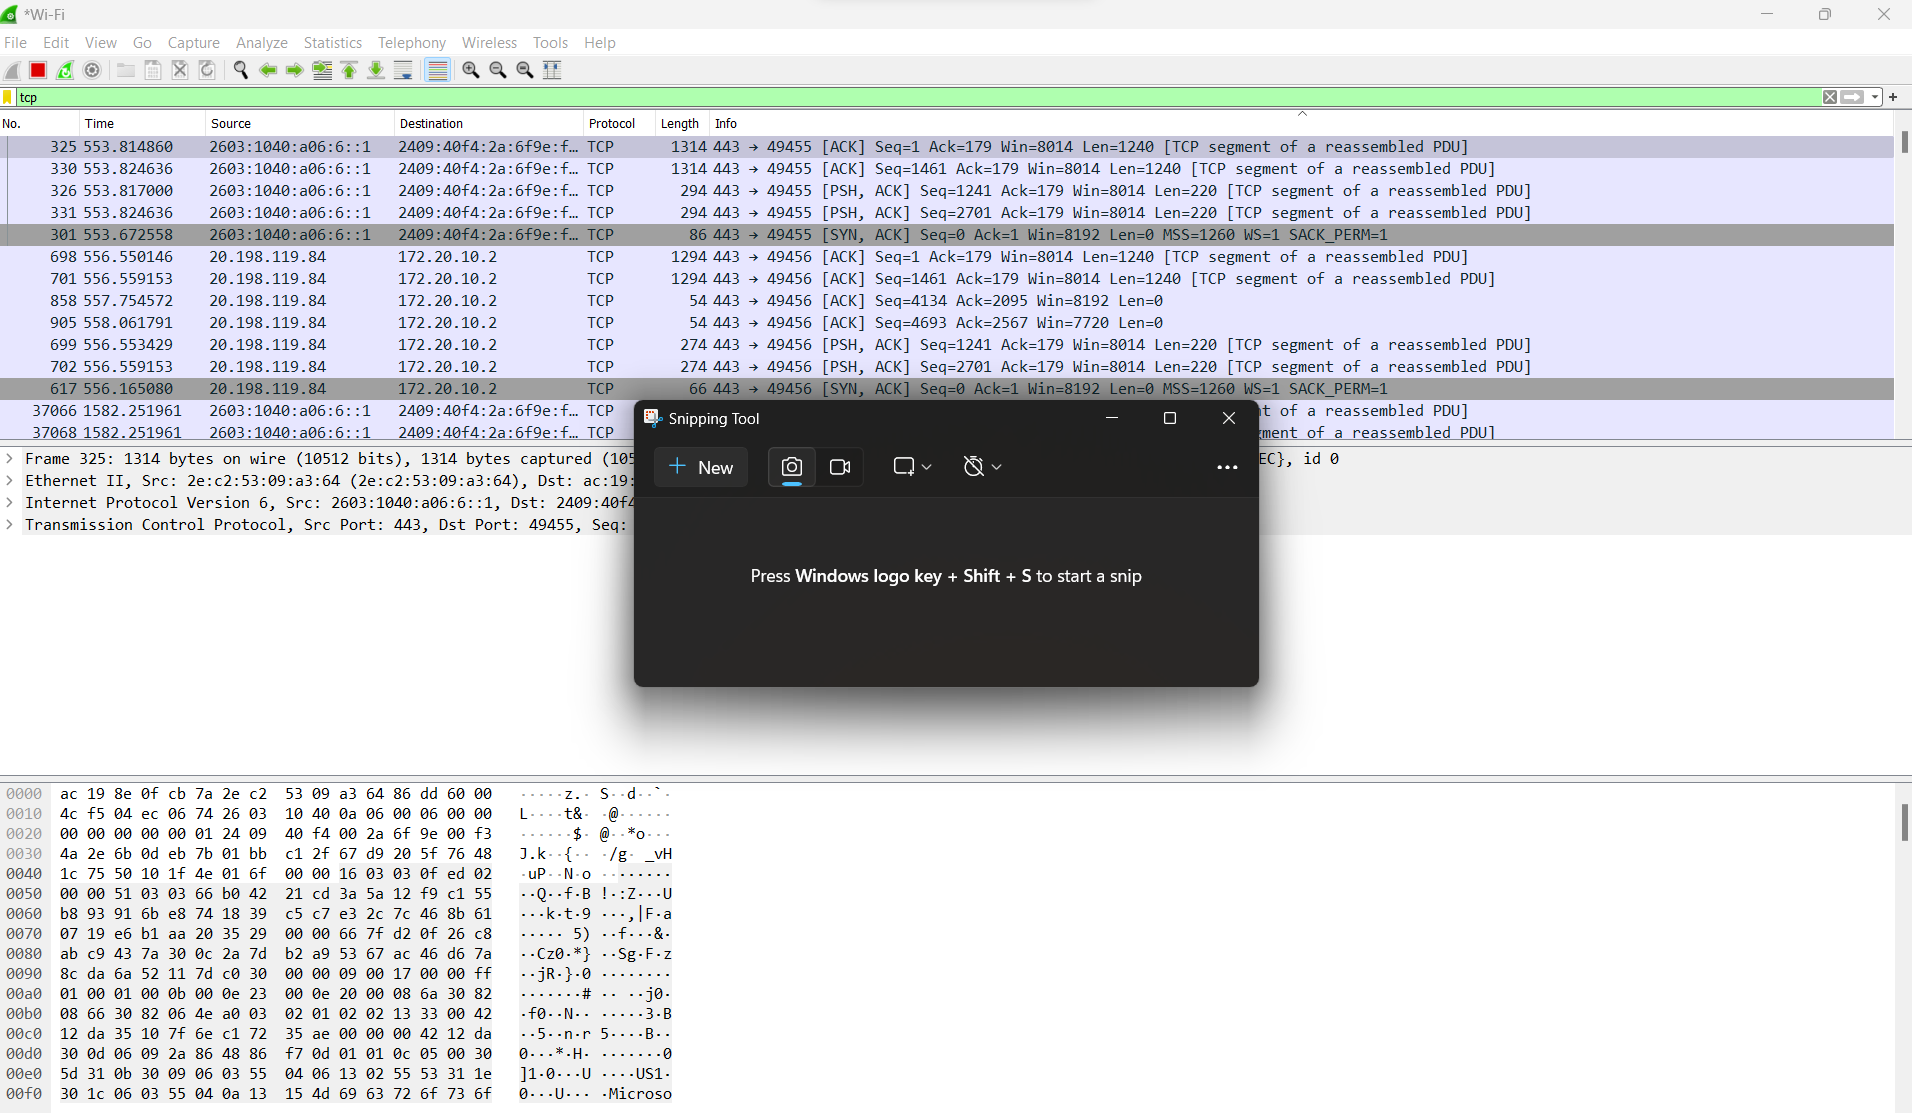 *Wi-Fi
File Edit View Go Capture Analyze Statistics Telephony Wireless Tools Help
tcp
No. Time Source Destination Protocol Length Info
325 553.814860 2603:1040:a06:6::1 2409:40f4:2a:6f9e:f… TCP 1314 443 → 49455 [ACK] Seq=1 Ack=179 Win=8014 Len=1240 [TCP segment of a reassembled PDU]
330 553.824636 2603:1040:a06:6::1 2409:40f4:2a:6f9e:f… TCP 1314 443 → 49455 [ACK] Seq=1461 Ack=179 Win=8014 Len=1240 [TCP segment of a reassembled PDU]
326 553.817000 2603:1040:a06:6::1 2409:40f4:2a:6f9e:f… TCP 294 443 → 49455 [PSH, ACK] Seq=1241 Ack=179 Win=8014 Len=220 [TCP segment of a reassembled PDU]
331 553.824636 2603:1040:a06:6::1 2409:40f4:2a:6f9e:f… TCP 294 443 → 49455 [PSH, ACK] Seq=2701 Ack=179 Win=8014 Len=220 [TCP segment of a reassembled PDU]
301 553.672558 2603:1040:a06:6::1 2409:40f4:2a:6f9e:f… TCP 86 443 → 49455 [SYN, ACK] Seq=0 Ack=1 Win=8192 Len=0 MSS=1260 WS=1 SACK_PERM=1
698 556.550146 20.198.119.84 172.20.10.2 TCP 1294 443 → 49456 [ACK] Seq=1 Ack=179 Win=8014 Len=1240 [TCP segment of a reassembled PDU]
701 556.559153 20.198.119.84 172.20.10.2 TCP 1294 443 → 49456 [ACK] Seq=1461 Ack=179 Win=8014 Len=1240 [TCP segment of a reassembled PDU]
858 557.754572 20.198.119.84 172.20.10.2 TCP 54 443 → 49456 [ACK] Seq=4134 Ack=2095 Win=8192 Len=0
905 558.061791 20.198.119.84 172.20.10.2 TCP 54 443 → 49456 [ACK] Seq=4693 Ack=2567 Win=7720 Len=0
699 556.553429 20.198.119.84 172.20.10.2 TCP 274 443 → 49456 [PSH, ACK] Seq=1241 Ack=179 Win=8014 Len=220 [TCP segment of a reassembled PDU]
702 556.559153 20.198.119.84 172.20.10.2 TCP 274 443 → 49456 [PSH, ACK] Seq=2701 Ack=179 Win=8014 Len=220 [TCP segment of a reassembled PDU]
617 556.165080 20.198.119.84 172.20.10.2 TCP 66 443 → 49456 [SYN, ACK] Seq=0 Ack=1 Win=8192 Len=0 MSS=1260 WS=1 SACK_PERM=1
37066 1582.251961 2603:1040:a06:6::1 2409:40f4:2a:6f9e:f… TCP of a reassembled PDU]
37068 1582.251961 2603:1040:a06:6::1 2409:40f4:2a:6f9e:f… TCP ment of a reassembled PDU]
Snipping Tool
New
Press Windows logo key + Shift + S to start a snip
Frame 325: 1314 bytes on wire (10512 bits), 1314 bytes captured (105 EC}, id 0
Ethernet II, Src: 2e:c2:53:09:a3:64 (2e:c2:53:09:a3:64), Dst: ac:19:
Internet Protocol Version 6, Src: 2603:1040:a06:6::1, Dst: 2409:40f4
Transmission Control Protocol, Src Port: 443, Dst Port: 49455, Seq:
0000 ac 19 8e 0f cb 7a 2e c2 53 09 a3 64 86 dd 60 00 ·····z.· S··d··`·
0010 4c f5 04 ec 06 74 26 03 10 40 0a 06 00 06 00 00 L····t&· ·@······
0020 00 00 00 00 00 01 24 09 40 f4 00 2a 6f 9e 00 f3 ······$· @··*o···
0030 4a 2e 6b 0d eb 7b 01 bb c1 2f 67 d9 20 5f 76 48 J.k··{·· ·/g· _vH
0040 1c 75 50 10 1f 4e 01 6f 00 00 16 03 03 0f ed 02 ·uP··N·o ········
0050 00 00 51 03 03 66 b0 42 21 cd 3a 5a 12 f9 c1 55 ··Q··f·B !·:Z···U
0060 b8 93 91 6b e8 74 18 39 c5 c7 e3 2c 7c 46 8b 61 ···k·t·9 ···,|F·a
0070 07 19 e6 b1 aa 20 35 29 00 00 66 7f d2 0f 26 c8 ····· 5) ··f···&·
0080 ab c9 43 7a 30 0c 2a 7d b2 a9 53 67 ac 46 d6 7a ··Cz0·*} ··Sg·F·z
0090 8c da 6a 52 11 7d c0 30 00 00 09 00 17 00 00 ff ··jR·}·0 ········
00a0 01 00 01 00 0b 00 0e 23 00 0e 20 00 08 6a 30 82 ·······# ·· ··j0·
00b0 08 66 30 82 06 4e a0 03 02 01 02 02 13 33 00 42 ·f0··N·· ·····3·B
00c0 12 da 35 10 7f 6e c1 72 35 ae 00 00 00 42 12 da ··5··n·r 5····B··
00d0 30 0d 06 09 2a 86 48 86 f7 0d 01 01 0c 05 00 30 0···*·H· ·······0
00e0 5d 31 0b 30 09 06 03 55 04 06 13 02 55 53 31 1e ]1·0···U ····US1·
00f0 30 1c 06 03 55 04 0a 13 15 4d 69 63 72 6f 73 6f 0···U··· ·Microso